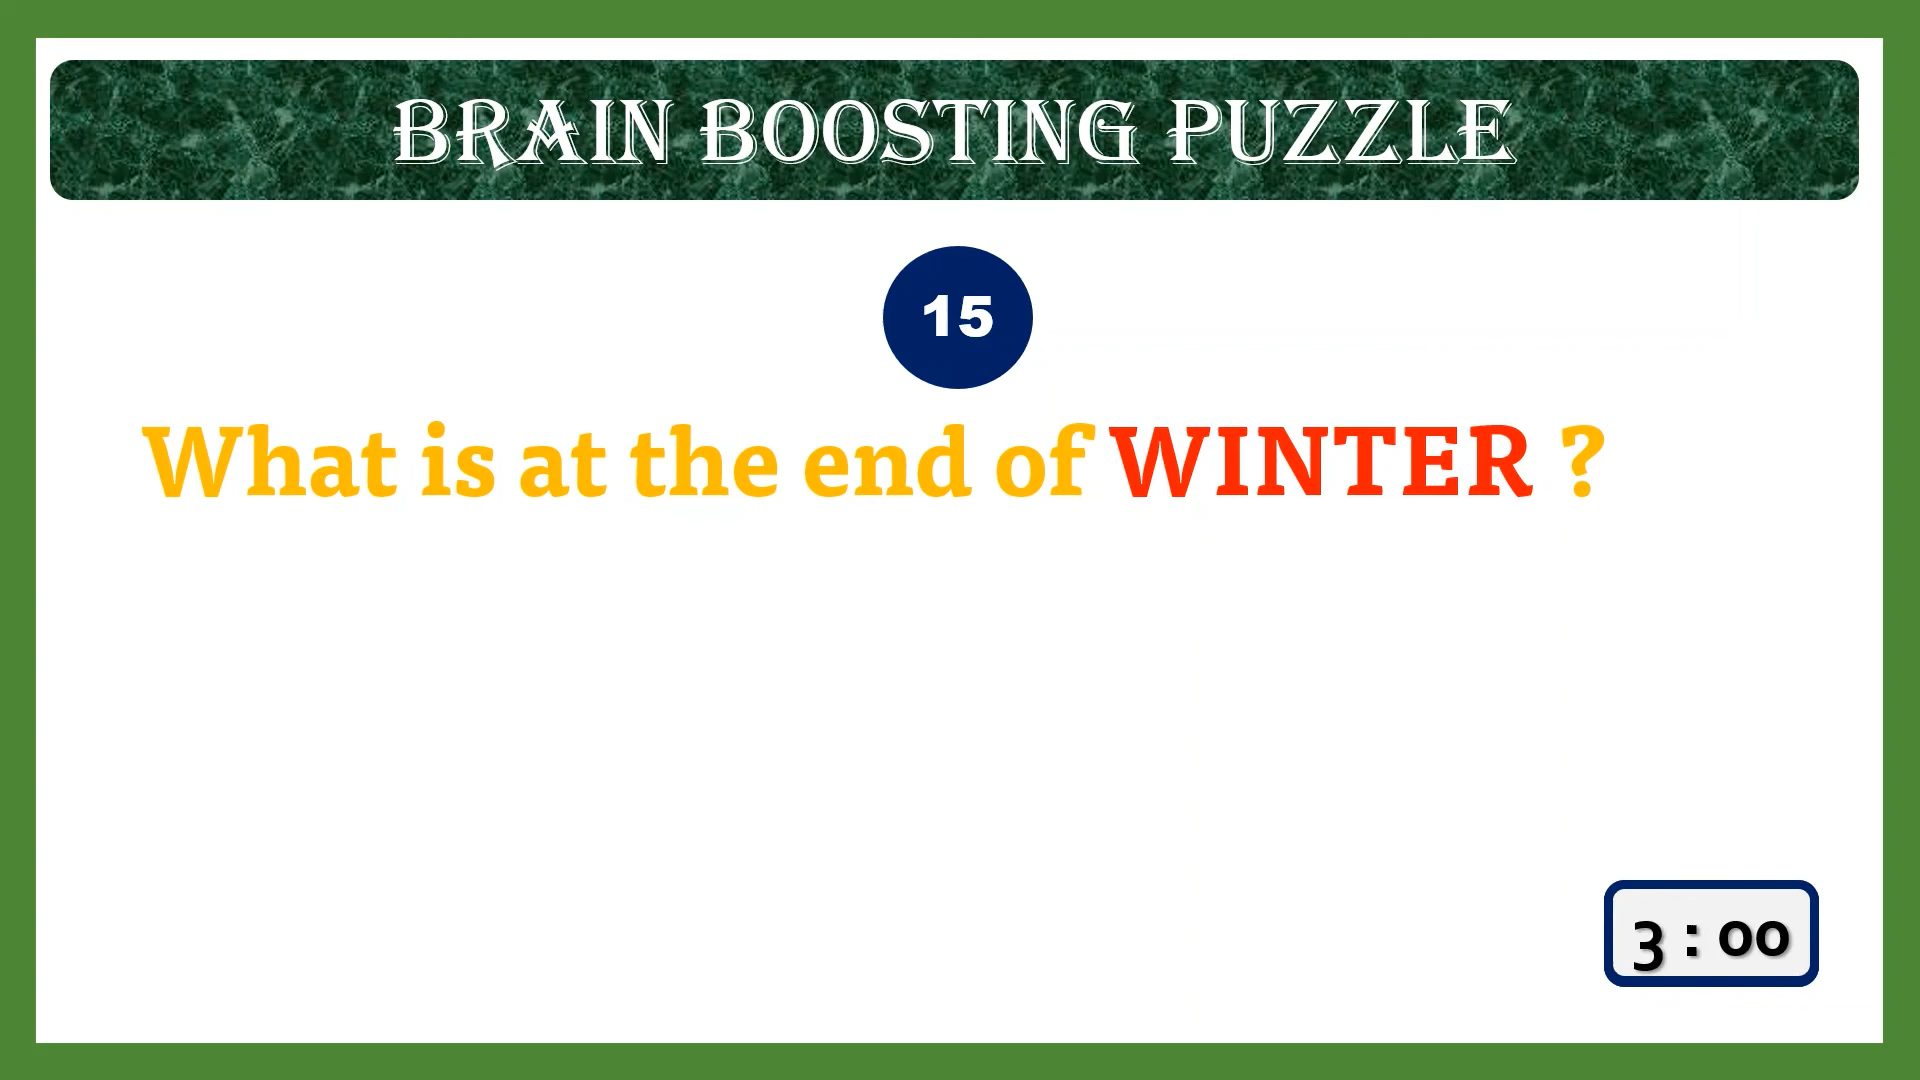 BRAIN BOOSTING PUZZLE
15
What is at the end of WINTER ?
3 : 00